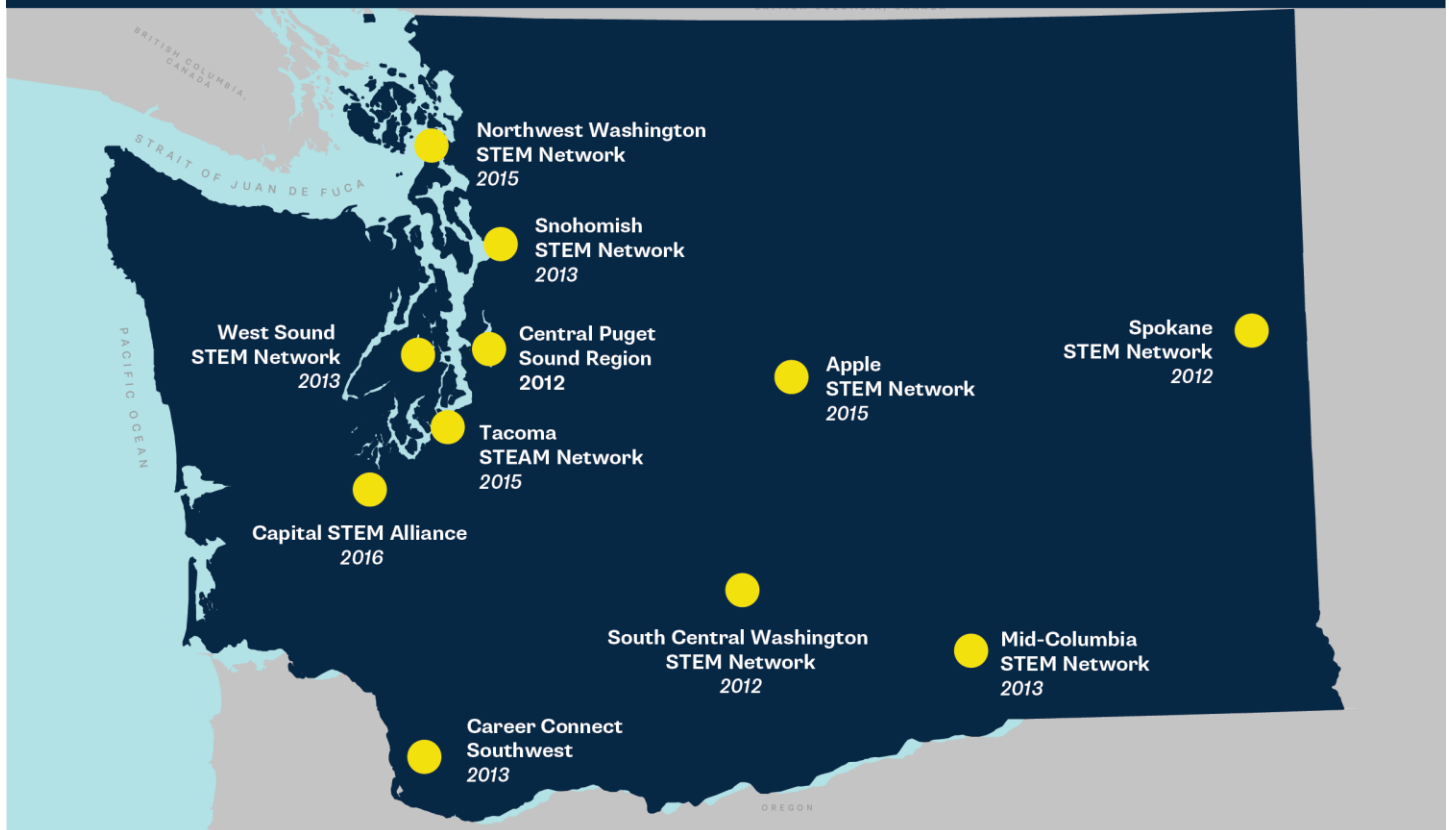 BRITISH COLUMBIA,
CANADA
STRAIT OF JUAN DE FUCA
PACIFIC OCEAN
Northwest Washington
STEM Network
2015
Snohomish
STEM Network
2013
West Sound
STEM Network
2013
Central Puget
Sound Region
2012
Spokane
STEM Network
2012
Apple
STEM Network
2015
Tacoma
STEAM Network
2015
Capital STEM Alliance
2016
South Central Washington
STEM Network
2012
Mid-Columbia
STEM Network
2013
Career Connect
Southwest
2013
OREGON